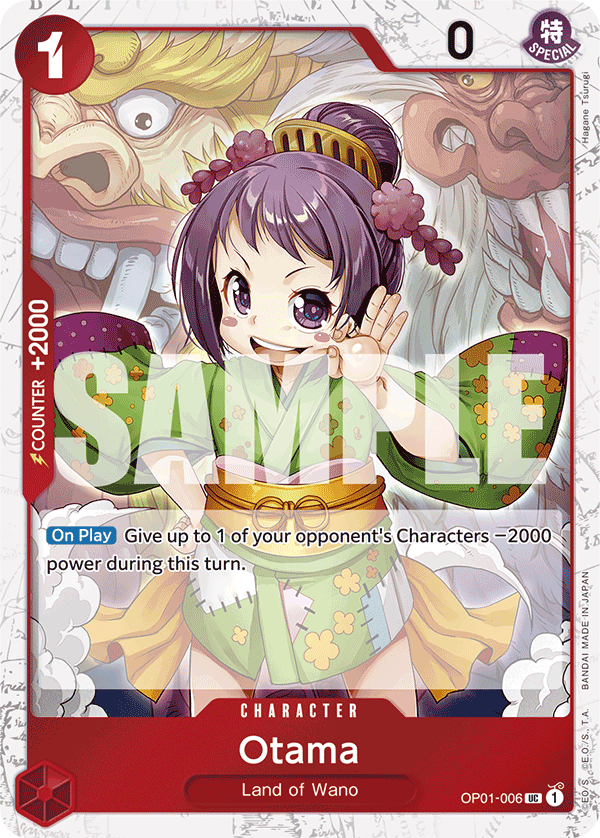 1
0
特
SPECIAL
Hagane Tsurugi
COUNTER +2000
SAMPLE
On Play Give up to 1 of your opponent's Characters −2000
power during this turn.
BANDAI MADE IN JAPAN
©E.O./S. ©E.O./S., T.A.
CHARACTER
Otama
Land of Wano
OP01-006 UC 1